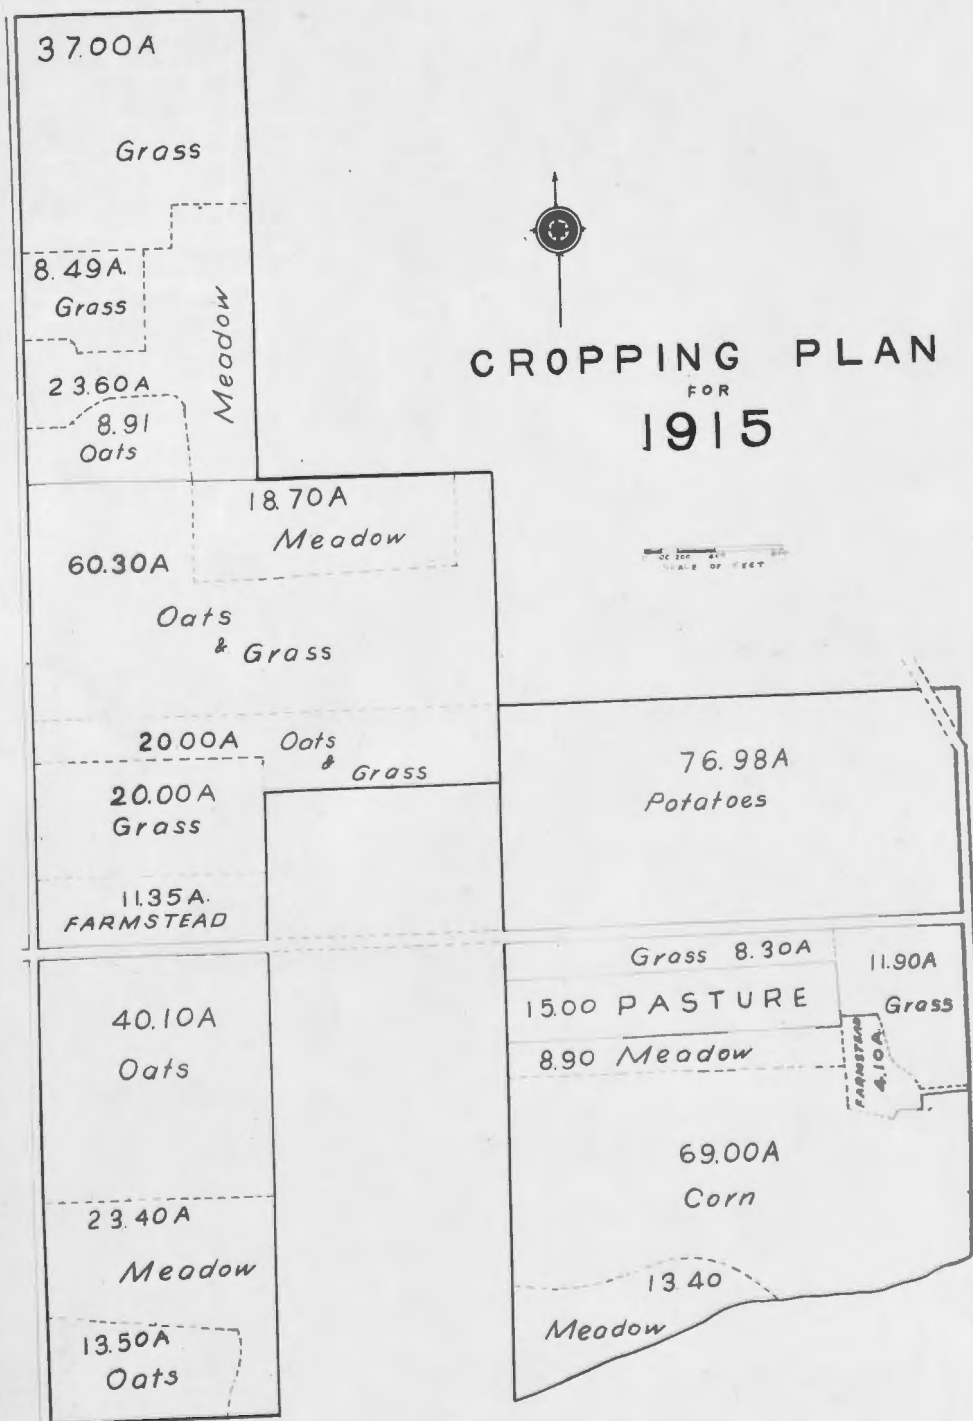 37.00A
Grass
8.49A.
Grass
Meadow
23.60A
8.91
Oats
CROPPING PLAN
FOR
1915
SCALE OF FEET
18.70A
Meadow
60.30A
Oats
& Grass
20.00A Oats
& Grass
20.00A
Grass
11.35A.
FARMSTEAD
76.98A
Potatoes
Grass 8.30A
11.90A
Grass
15.00 PASTURE
8.90 Meadow
FARMSTEAD
4.10A.
40.10A
Oats
69.00A
Corn
23.40A
Meadow
13.40
Meadow
13.50A
Oats